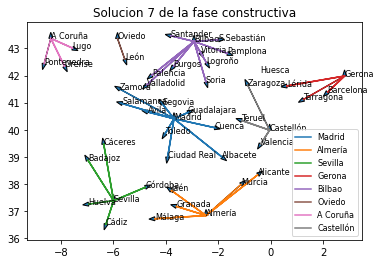 Solucion 7 de la fase constructiva
A Coruña
Lugo
Pontevedra
Orense
Oviedo
León
Santander
Bilbao
S.Sebastián
Vitoria
Pamplona
Logroño
Burgos
Palencia
Valladolid
Zamora
Soria
Huesca
Zaragoza
Lérida
Gerona
Barcelona
Tarragona
Salamanca
Segovia
Ávila
Guadalajara
Madrid
Teruel
Cuenca
Castellón
Toledo
Valencia
Cáceres
Ciudad Real
Albacete
Badajoz
Alicante
Murcia
Córdoba
Jaén
Huelva
Sevilla
Granada
Almería
Málaga
Cádiz
Madrid
Almería
Sevilla
Gerona
Bilbao
Oviedo
A Coruña
Castellón
43
42
41
40
39
38
37
36
−8
−6
−4
−2
0
2